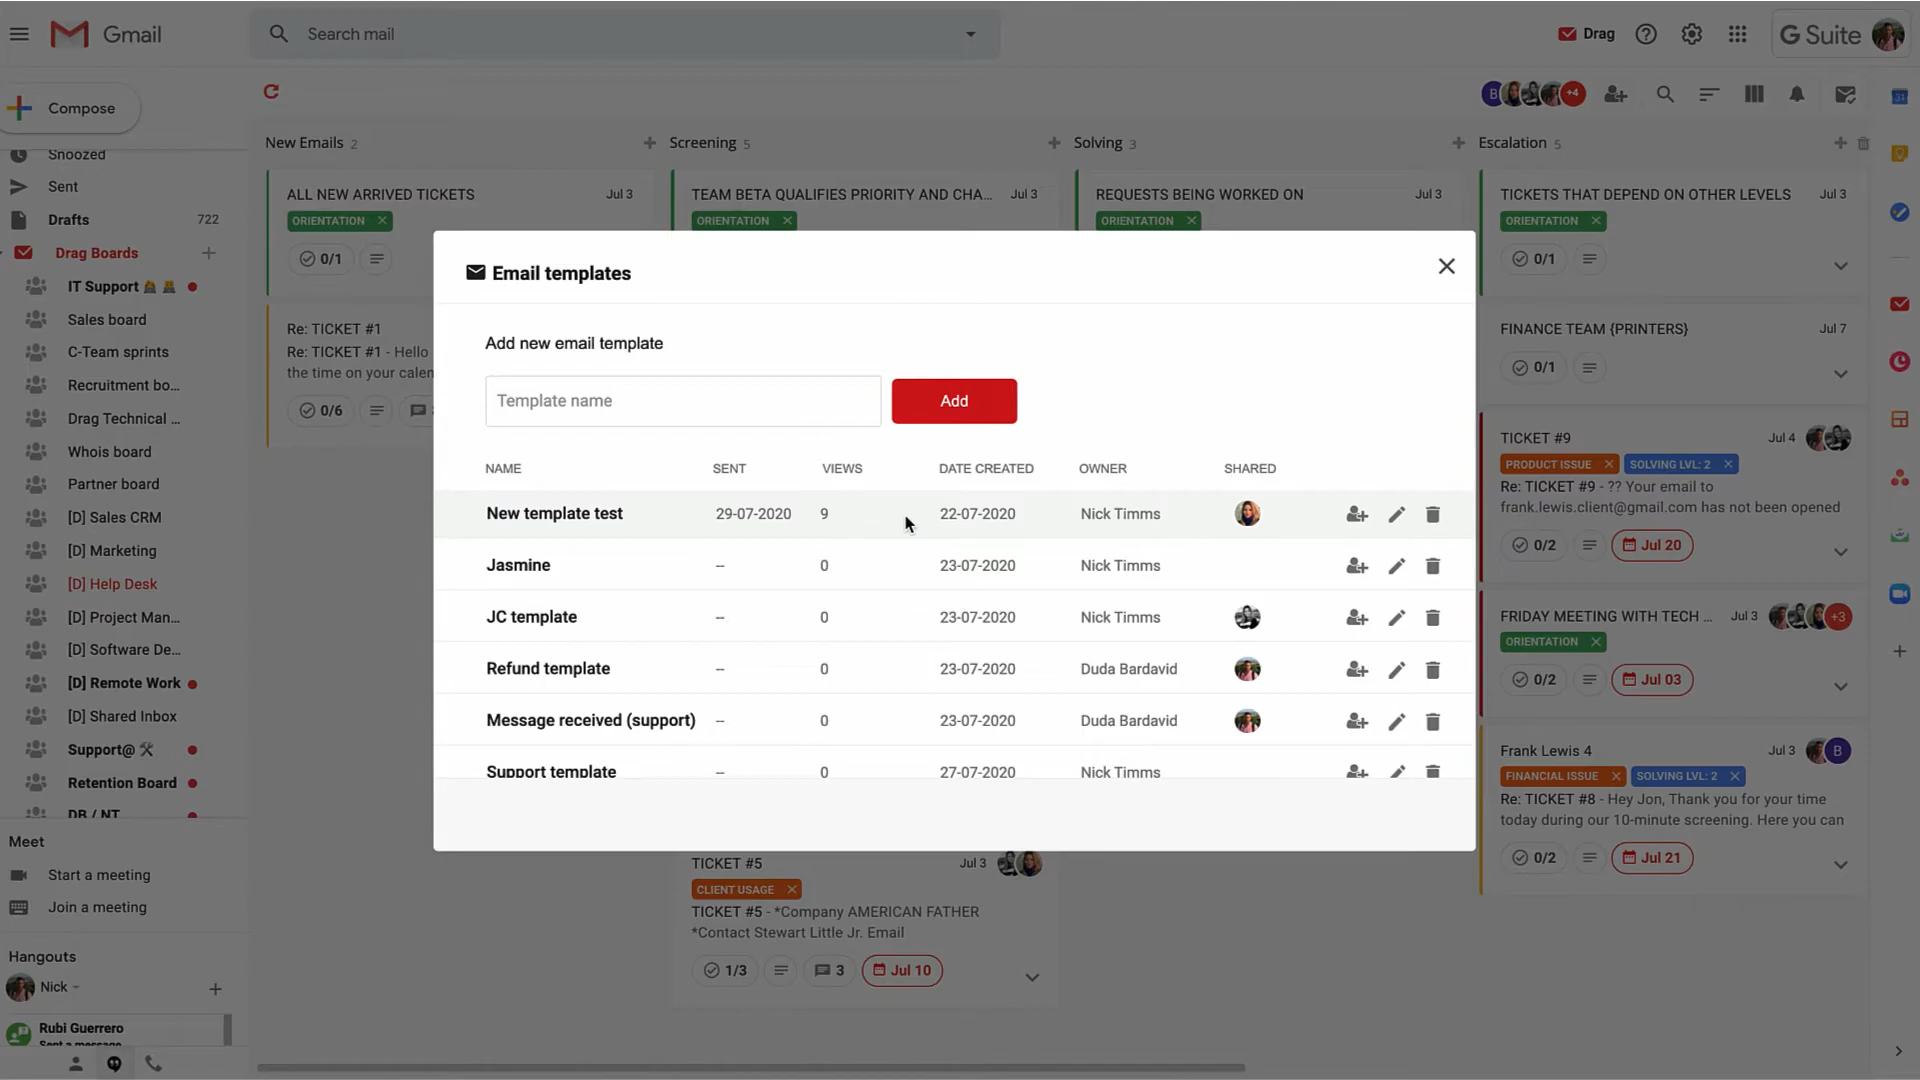 Gmail
Search mail
Drag
G Suite
Compose
B
+4
Snoozed
Sent
Drafts 722
Drag Boards
IT Support
Sales board
C-Team sprints
Recruitment bo...
Drag Technical ...
Whois board
Partner board
[D] Sales CRM
[D] Marketing
[D] Help Desk
[D] Project Man...
[D] Software De...
[D] Remote Work
[D] Shared Inbox
Support@
Retention Board
DB / NT
Meet
Start a meeting
Join a meeting
Hangouts
Nick
Rubi Guerrero
Sent a message
New Emails 2
ALL NEW ARRIVED TICKETS Jul 3
ORIENTATION
0/1
Re: TICKET #1
Re: TICKET #1 - Hello
the time on your calen
0/6
Screening 5
TEAM BETA QUALIFIES PRIORITY AND CHA... Jul 3
ORIENTATION
Solving 3
REQUESTS BEING WORKED ON Jul 3
ORIENTATION
Escalation 5
TICKETS THAT DEPEND ON OTHER LEVELS Jul 3
ORIENTATION
0/1
FINANCE TEAM {PRINTERS} Jul 7
0/1
TICKET #9 Jul 4
PRODUCT ISSUE SOLVING LVL: 2
Re: TICKET #9 - ?? Your email to
frank.lewis.client@gmail.com has not been opened
0/2 Jul 20
FRIDAY MEETING WITH TECH ... Jul 3 +3
ORIENTATION
0/2 Jul 03
Frank Lewis 4 Jul 3 B
FINANCIAL ISSUE SOLVING LVL: 2
Re: TICKET #8 - Hey Jon, Thank you for your time
today during our 10-minute screening. Here you can
0/2 Jul 21
Email templates
Add new email template
Template name Add
NAME SENT VIEWS DATE CREATED OWNER SHARED
New template test 29-07-2020 9 22-07-2020 Nick Timms
Jasmine -- 0 23-07-2020 Nick Timms
JC template -- 0 23-07-2020 Nick Timms
Refund template -- 0 23-07-2020 Duda Bardavid
Message received (support) -- 0 23-07-2020 Duda Bardavid
Support template -- 0 27-07-2020 Nick Timms
TICKET #5 Jul 3
CLIENT USAGE
TICKET #5 - *Company AMERICAN FATHER
*Contact Stewart Little Jr. Email
1/3 3 Jul 10